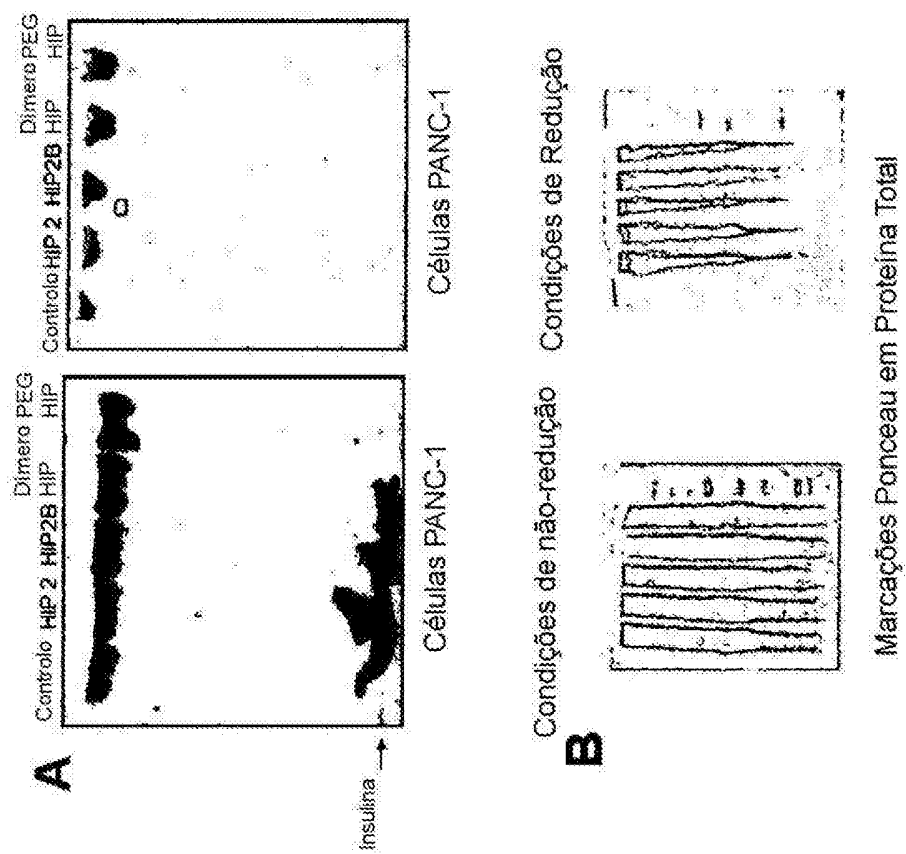 A
Dimero PEG
Controlo HIP 2 HIP2B HIP HIP
Insulina
Células PANC-1
Dimero PEG
Controlo HIP 2 HIP2B HIP HIP
Células PANC-1
B
Condições de não-redução
Condições de Redução
Marcações Ponceau em Proteína Total